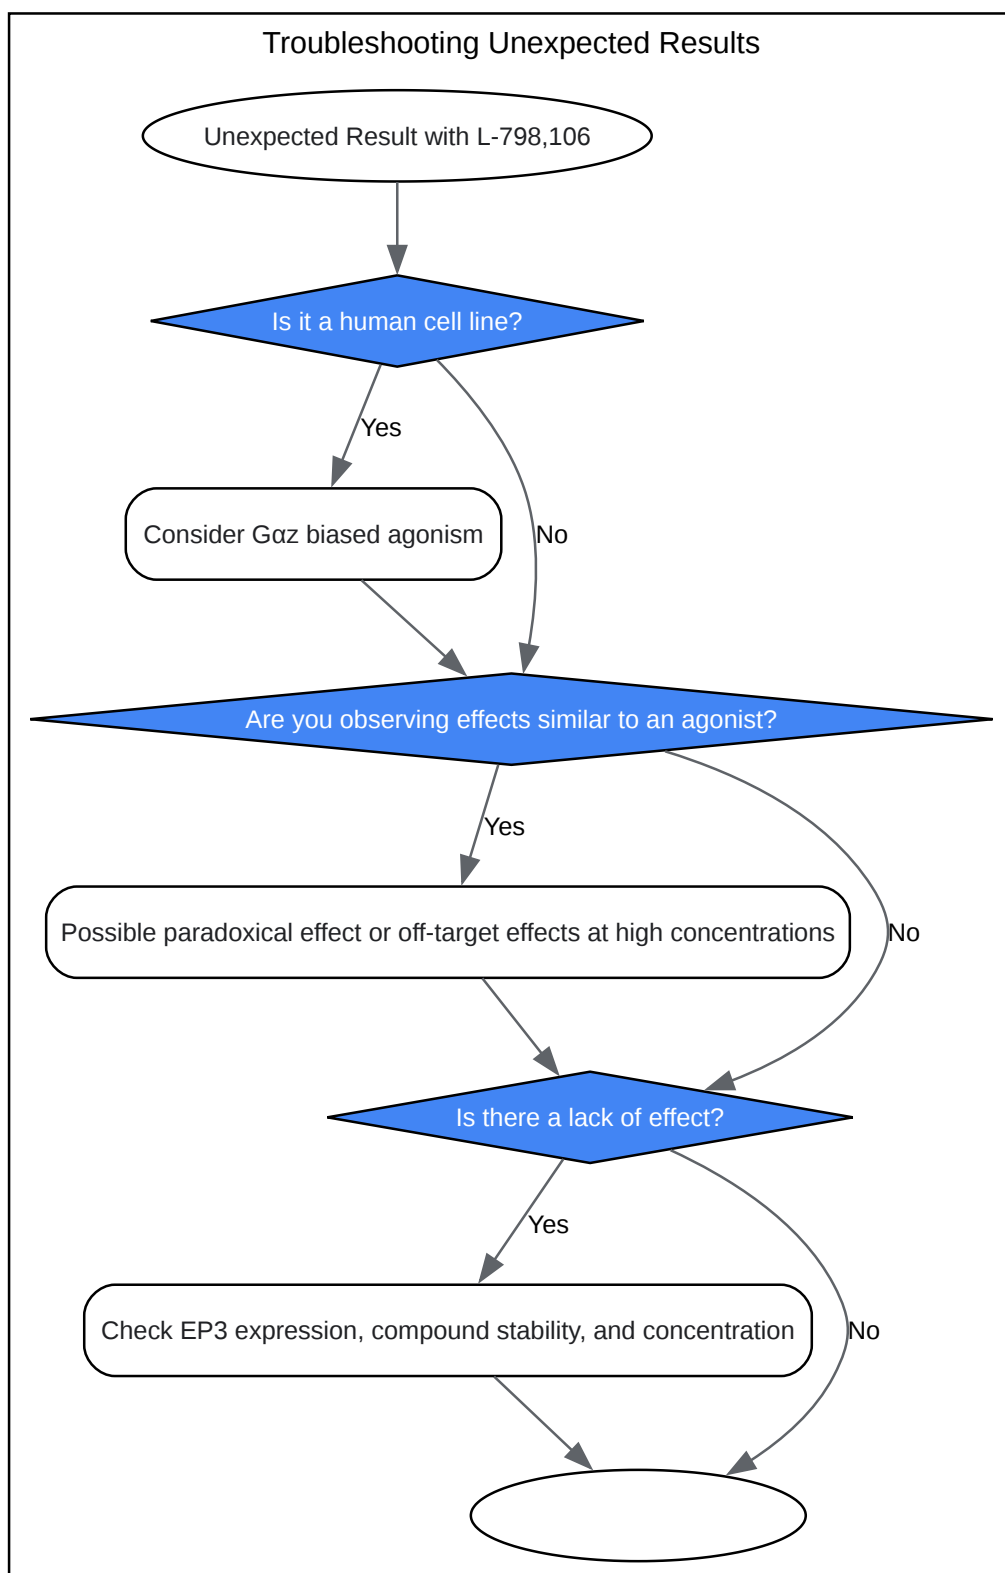 Troubleshooting Unexpected Results
Unexpected Result with L-798,106
Is it a human cell line?
Yes
Consider Gαz biased agonism
No
Are you observing effects similar to an agonist?
Yes
Possible paradoxical effect or off-target effects at high concentrations
No
Is there a lack of effect?
Yes
Check EP3 expression, compound stability, and concentration
No